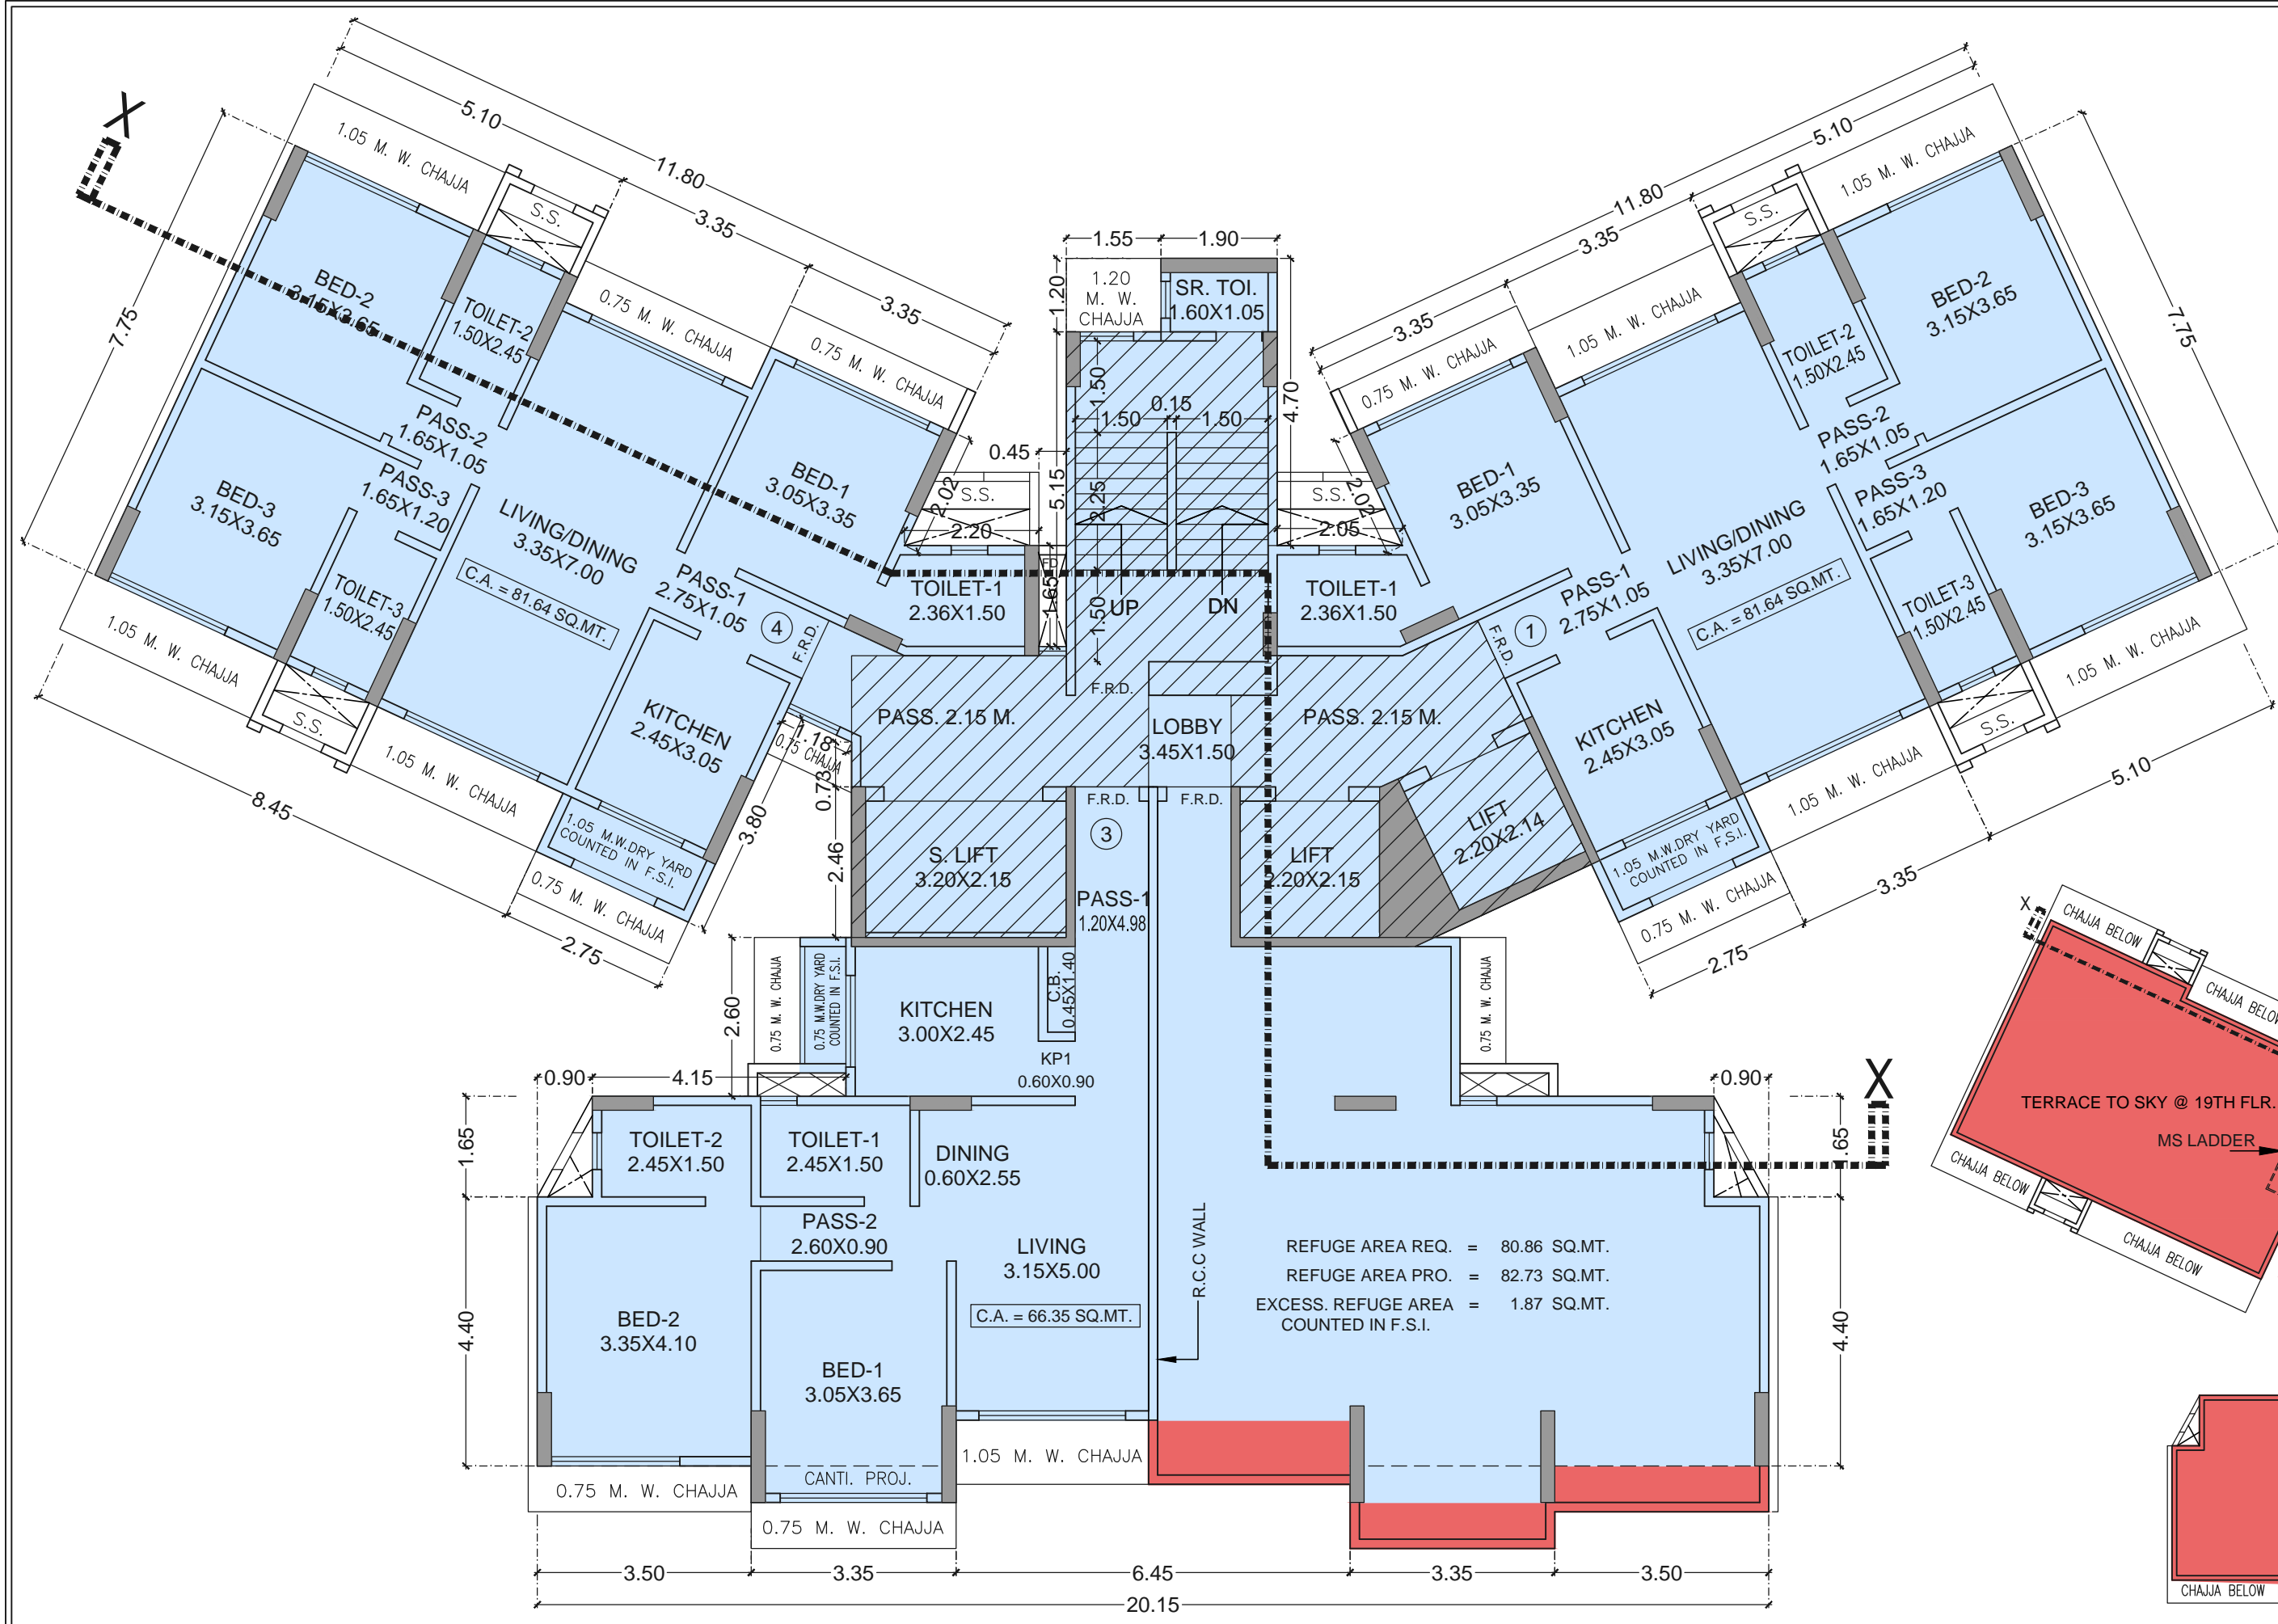 X
5.10
11.80
3.35
3.35
7.75
1.05 M. W. CHAJJA
S.S.
0.75 M. W. CHAJJA
0.75 M. W. CHAJJA
BED-2
3.15X3.65
TOILET-2
1.50X2.45
PASS-2
1.65X1.05
PASS-3
1.65X1.20
BED-3
3.15X3.65
TOILET-3
1.50X2.45
LIVING/DINING
3.35X7.00
C.A. = 81.64 SQ.MT.
BED-1
3.05X3.35
PASS-1
2.75X1.05
4
F.R.D.
KITCHEN
2.45X3.05
1.05 M. W. CHAJJA
S.S.
1.05 M. W. CHAJJA
1.05 M.W.DRY YARD
COUNTED IN F.S.I.
0.75 M. W. CHAJJA
8.45
2.75
3.80
1.18
0.75 CHAJJA
0.73
2.46
2.02
S.S.
2.20
0.45
TOILET-1
2.36X1.50
1.65
5.15
1.55
1.90
1.20
1.20
M. W.
CHAJJA
SR. TOI.
1.60X1.05
4.70
1.50
1.50
0.15
1.50
2.25
1.50
UP
DN
F.R.D.
S.S.
2.05
2.02
TOILET-1
2.36X1.50
11.80
5.10
3.35
3.35
7.75
0.75 M. W. CHAJJA
1.05 M. W. CHAJJA
S.S.
1.05 M. W. CHAJJA
BED-1
3.05X3.35
TOILET-2
1.50X2.45
BED-2
3.15X3.65
PASS-2
1.65X1.05
PASS-3
1.65X1.20
BED-3
3.15X3.65
LIVING/DINING
3.35X7.00
C.A. = 81.64 SQ.MT.
TOILET-3
1.50X2.45
PASS-1
2.75X1.05
1
F.R.D.
KITCHEN
2.45X3.05
1.05 M. W. CHAJJA
S.S.
1.05 M. W. CHAJJA
1.05 M.W.DRY YARD
COUNTED IN F.S.I.
0.75 M. W. CHAJJA
5.10
3.35
2.75
PASS. 2.15 M.
LOBBY
3.45X1.50
PASS. 2.15 M.
F.R.D.
F.R.D.
3
S. LIFT
3.20X2.15
LIFT
2.20X2.15
LIFT
2.20X2.14
PASS-1
1.20X4.98
2.60
0.75 M. W. CHAJJA
0.75 M.W.DRY YARD
COUNTED IN F.S.I.
KITCHEN
3.00X2.45
C.B.
0.45X1.40
KP1
0.60X0.90
0.75 M. W. CHAJJA
0.90
4.15
1.65
TOILET-2
2.45X1.50
TOILET-1
2.45X1.50
DINING
0.60X2.55
PASS-2
2.60X0.90
LIVING
3.15X5.00
C.A. = 66.35 SQ.MT.
BED-2
3.35X4.10
BED-1
3.05X3.65
4.40
R.C.C WALL
REFUGE AREA REQ. = 80.86 SQ.MT.
REFUGE AREA PRO. = 82.73 SQ.MT.
EXCESS. REFUGE AREA = 1.87 SQ.MT.
COUNTED IN F.S.I.
X
0.90
1.65
4.40
0.75 M. W. CHAJJA
CANTI. PROJ.
0.75 M. W. CHAJJA
1.05 M. W. CHAJJA
3.50
3.35
6.45
3.35
3.50
20.15
X
CHAJJA BELOW
CHAJJA BELOW
TERRACE TO SKY @ 19TH FLR.
MS LADDER
CHAJJA BELOW
CHAJJA BELOW
CHAJJA BELOW